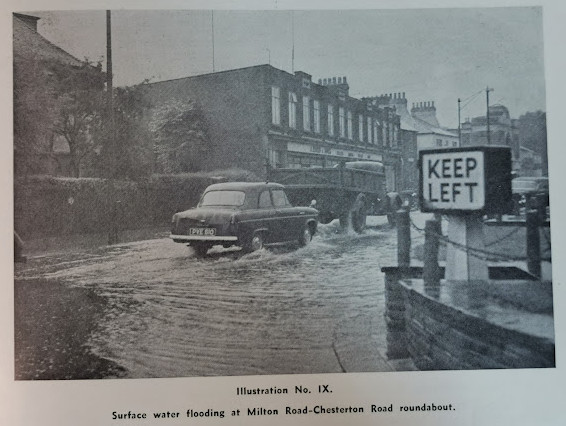 KEEP
LEFT
Illustration No. IX.
Surface water flooding at Milton Road-Chesterton Road roundabout.